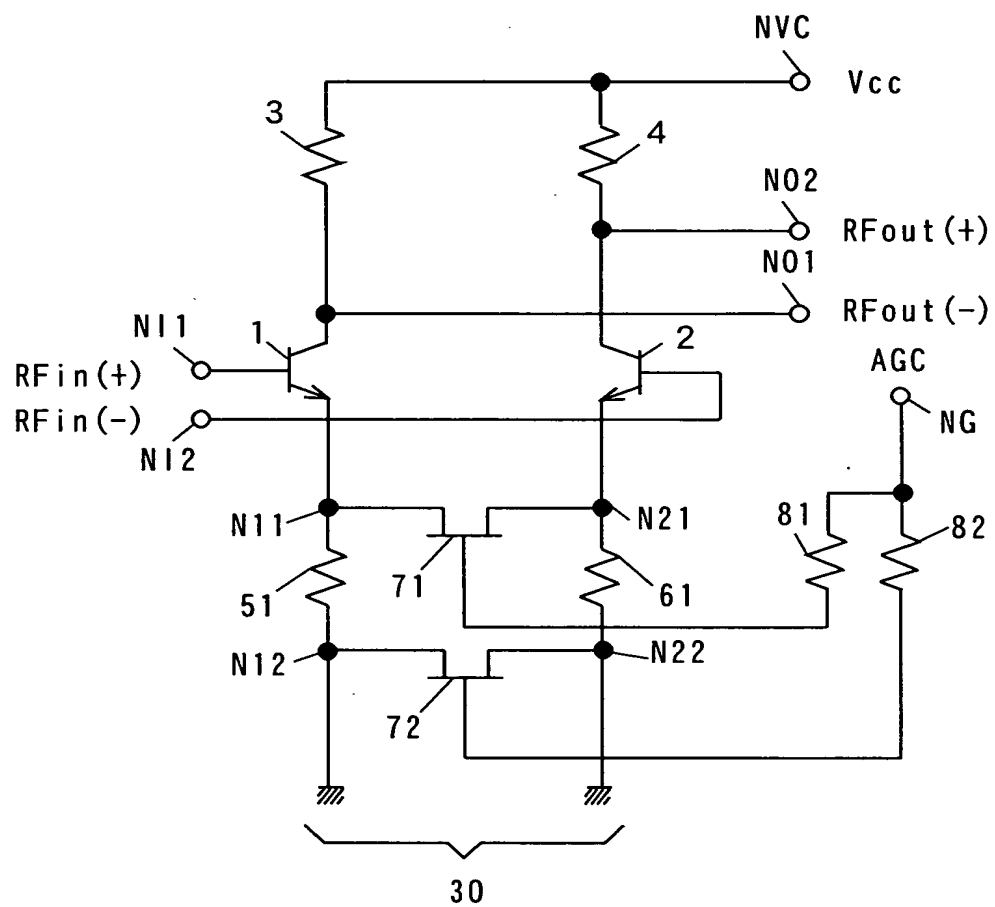 NVC
Vcc
3
4
NO2
RFout(+)
NO1
RFout(-)
NI1
1
2
RFin(+)
AGC
RFin(-)
NG
NI2
N11
N21
81
82
51
71
61
N12
N22
72
30